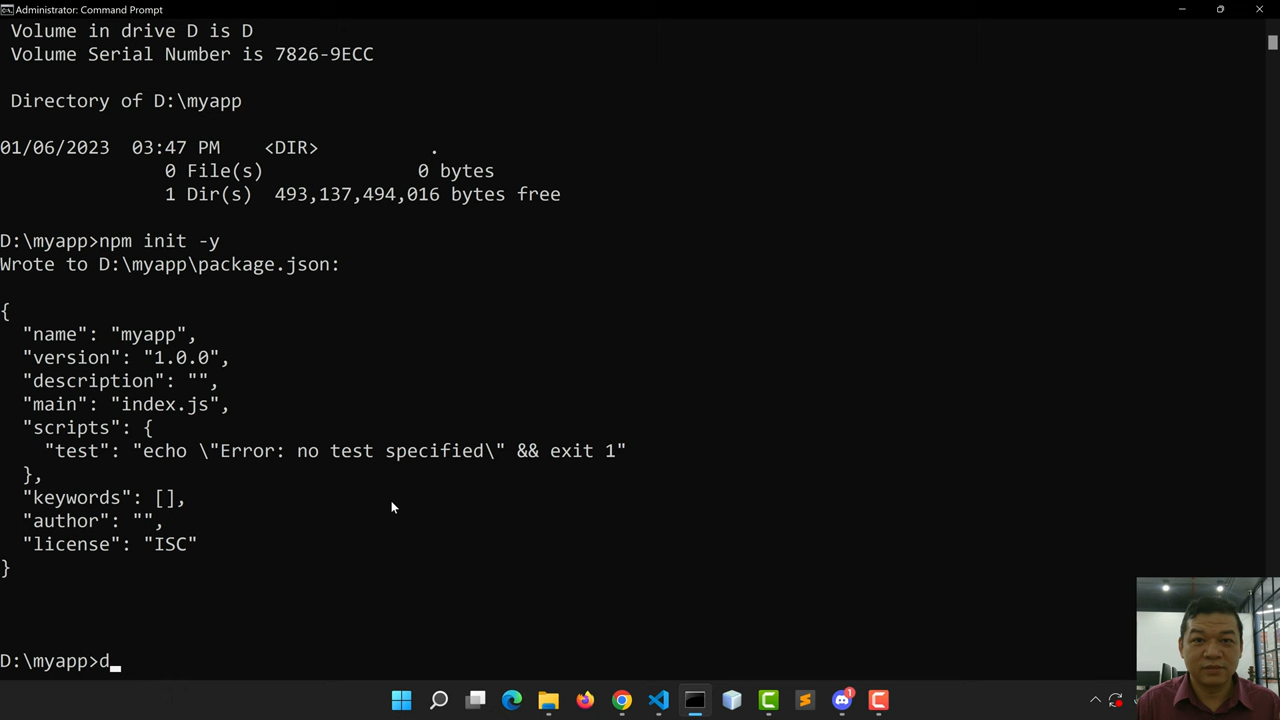 Administrator: Command Prompt
Volume in drive D is D
Volume Serial Number is 7826-9ECC
Directory of D:\myapp
01/06/2023  03:47 PM    <DIR>          .
0 File(s)              0 bytes
1 Dir(s)  493,137,494,016 bytes free
D:\myapp>npm init -y
Wrote to D:\myapp\package.json:
{
"name": "myapp",
"version": "1.0.0",
"description": "",
"main": "index.js",
"scripts": {
"test": "echo \"Error: no test specified\" && exit 1"
},
"keywords": [],
"author": "",
"license": "ISC"
}
D:\myapp>d_
1